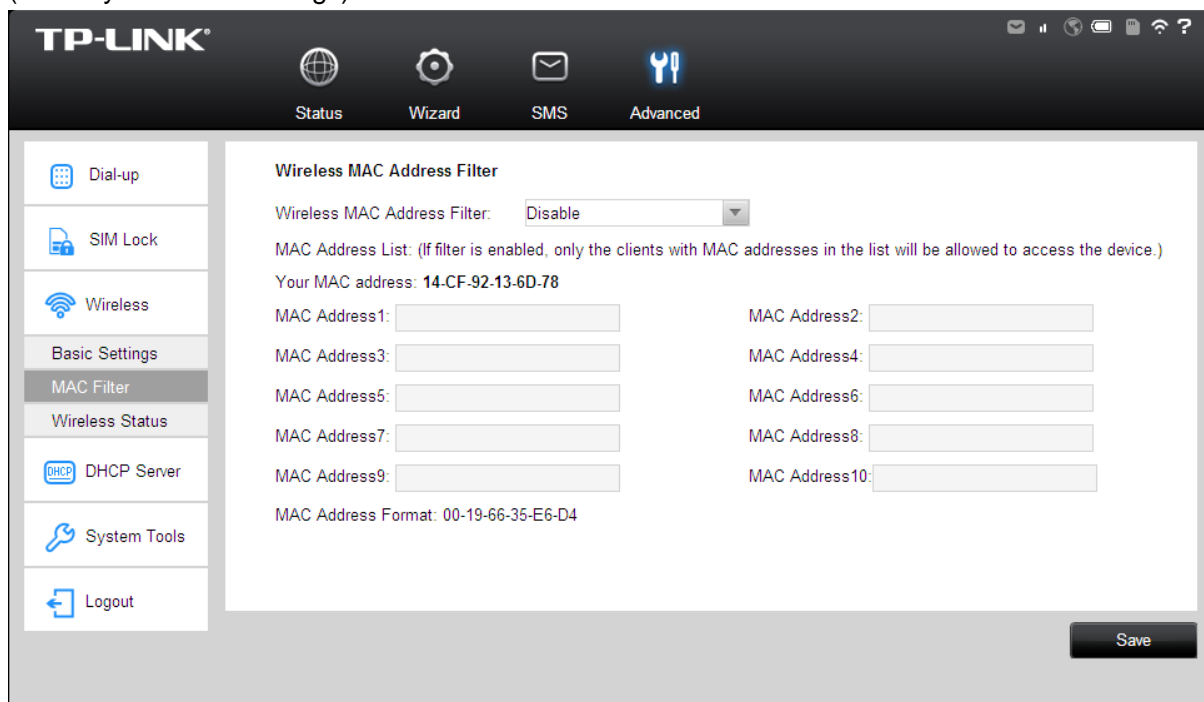 TP-LINK®
?
Status Wizard SMS Advanced
Dial-up
SIM Lock
Wireless
Basic Settings
MAC Filter
Wireless Status
DHCP DHCP Server
System Tools
Logout
Wireless MAC Address Filter
Wireless MAC Address Filter: Disable
MAC Address List: (If filter is enabled, only the clients with MAC addresses in the list will be allowed to access the device.)
Your MAC address: 14-CF-92-13-6D-78
MAC Address1: MAC Address2:
MAC Address3: MAC Address4:
MAC Address5: MAC Address6:
MAC Address7: MAC Address8:
MAC Address9: MAC Address10:
MAC Address Format: 00-19-66-35-E6-D4
Save